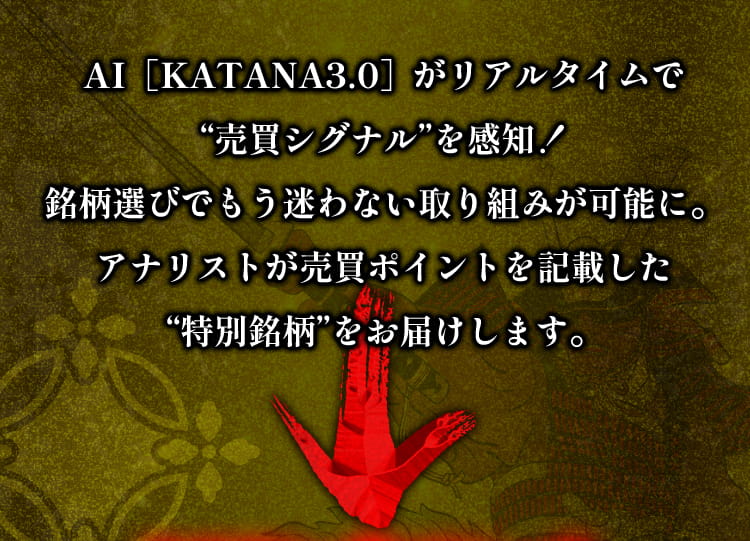 AI［KATANA3.0］がリアルタイムで
“売買シグナル”を感知！
銘柄選びでもう迷わない取り組みが可能に。
アナリストが売買ポイントを記載した
“特別銘柄”をお届けします。